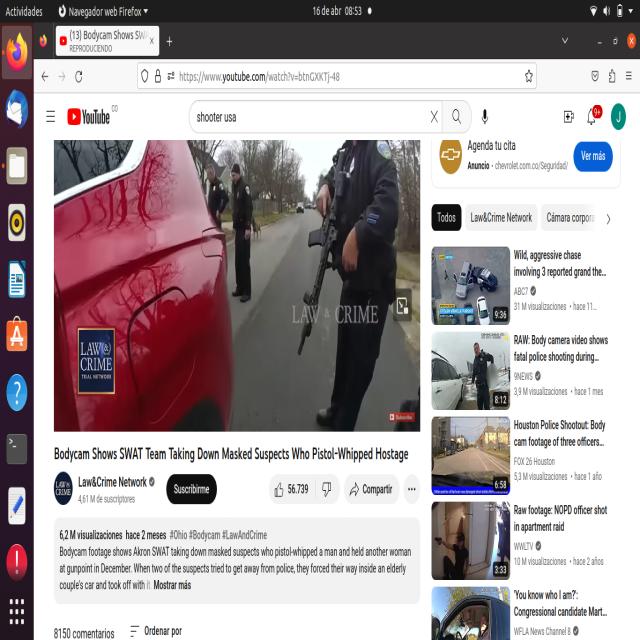 Actividades
Navegador web Firefox
16 de abr 08:53
(13) Bodycam Shows SWA
REPRODUCIENDO
https://www.youtube.com/watch?v=btnGXKTj-48
YouTube CO
shooter usa
9+
J
Agenda tu cita
Anuncio · chevrolet.com.co/Seguridad/
Ver más
Todos
Law&Crime Network
Cámara corpora
LAW & CRIME
LAW &
CRIME
TRIAL NETWORK
Subscribe
Wild, aggressive chase
involving 3 reported grand the...
ABC7
31 M visualizaciones · hace 11...
9:36
RAW: Body camera video shows
fatal police shooting during...
9NEWS
3,9 M visualizaciones · hace 1 mes
8:12
Houston Police Shootout: Body
cam footage of three officers...
FOX 26 Houston
5,3 M visualizaciones · hace 1 año
6:58
Raw footage: NOPD officer shot
in apartment raid
WWLTV
10 M visualizaciones · hace 2 años
3:33
'You know who I am?':
Congressional candidate Mart...
WFLA News Channel 8
Bodycam Shows SWAT Team Taking Down Masked Suspects Who Pistol-Whipped Hostage
Law&Crime Network
4,61 M de suscriptores
Suscribirme
56.739
Compartir
6,2 M visualizaciones hace 2 meses #Ohio #Bodycam #LawAndCrime
Bodycam footage shows Akron SWAT taking down masked suspects who pistol-whipped a man and held another woman
at gunpoint in December. When two of the suspects tried to get away from police, they forced their way inside an elderly
couple's car and took off with it Mostrar más
8150 comentarios
Ordenar por